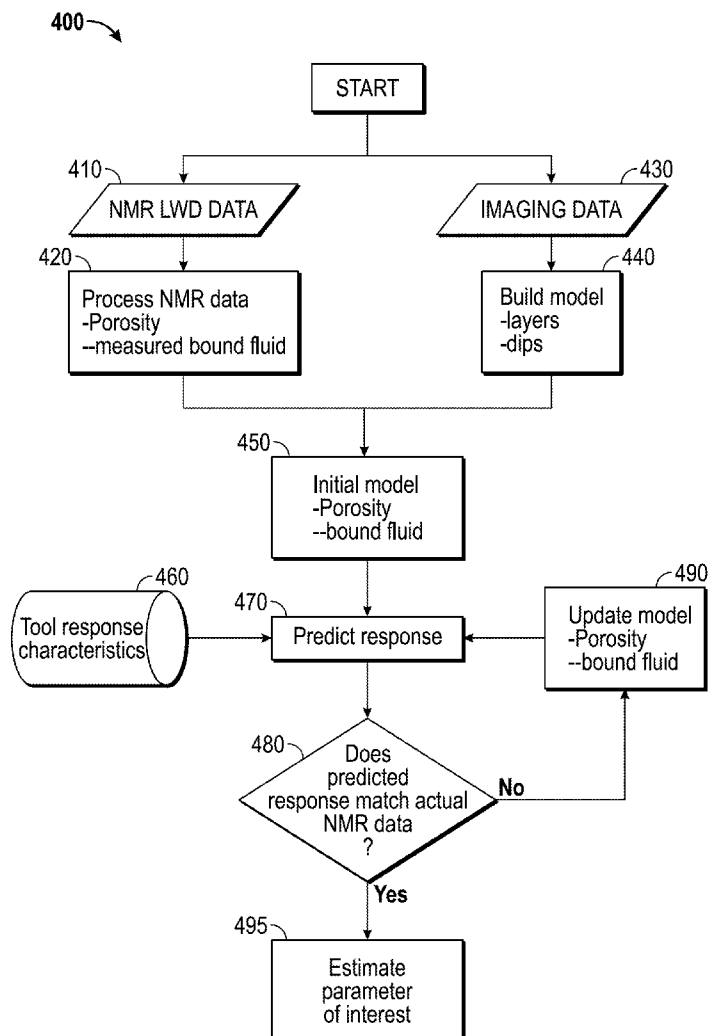 400
START
410
NMR LWD DATA
430
IMAGING DATA
420
Process NMR data
-Porosity
--measured bound fluid
440
Build model
-layers
-dips
450
Initial model
-Porosity
--bound fluid
460
Tool response
characteristics
470
Predict response
490
Update model
-Porosity
--bound fluid
480
Does
predicted
response match actual
NMR data
?
No
Yes
495
Estimate
parameter
of interest